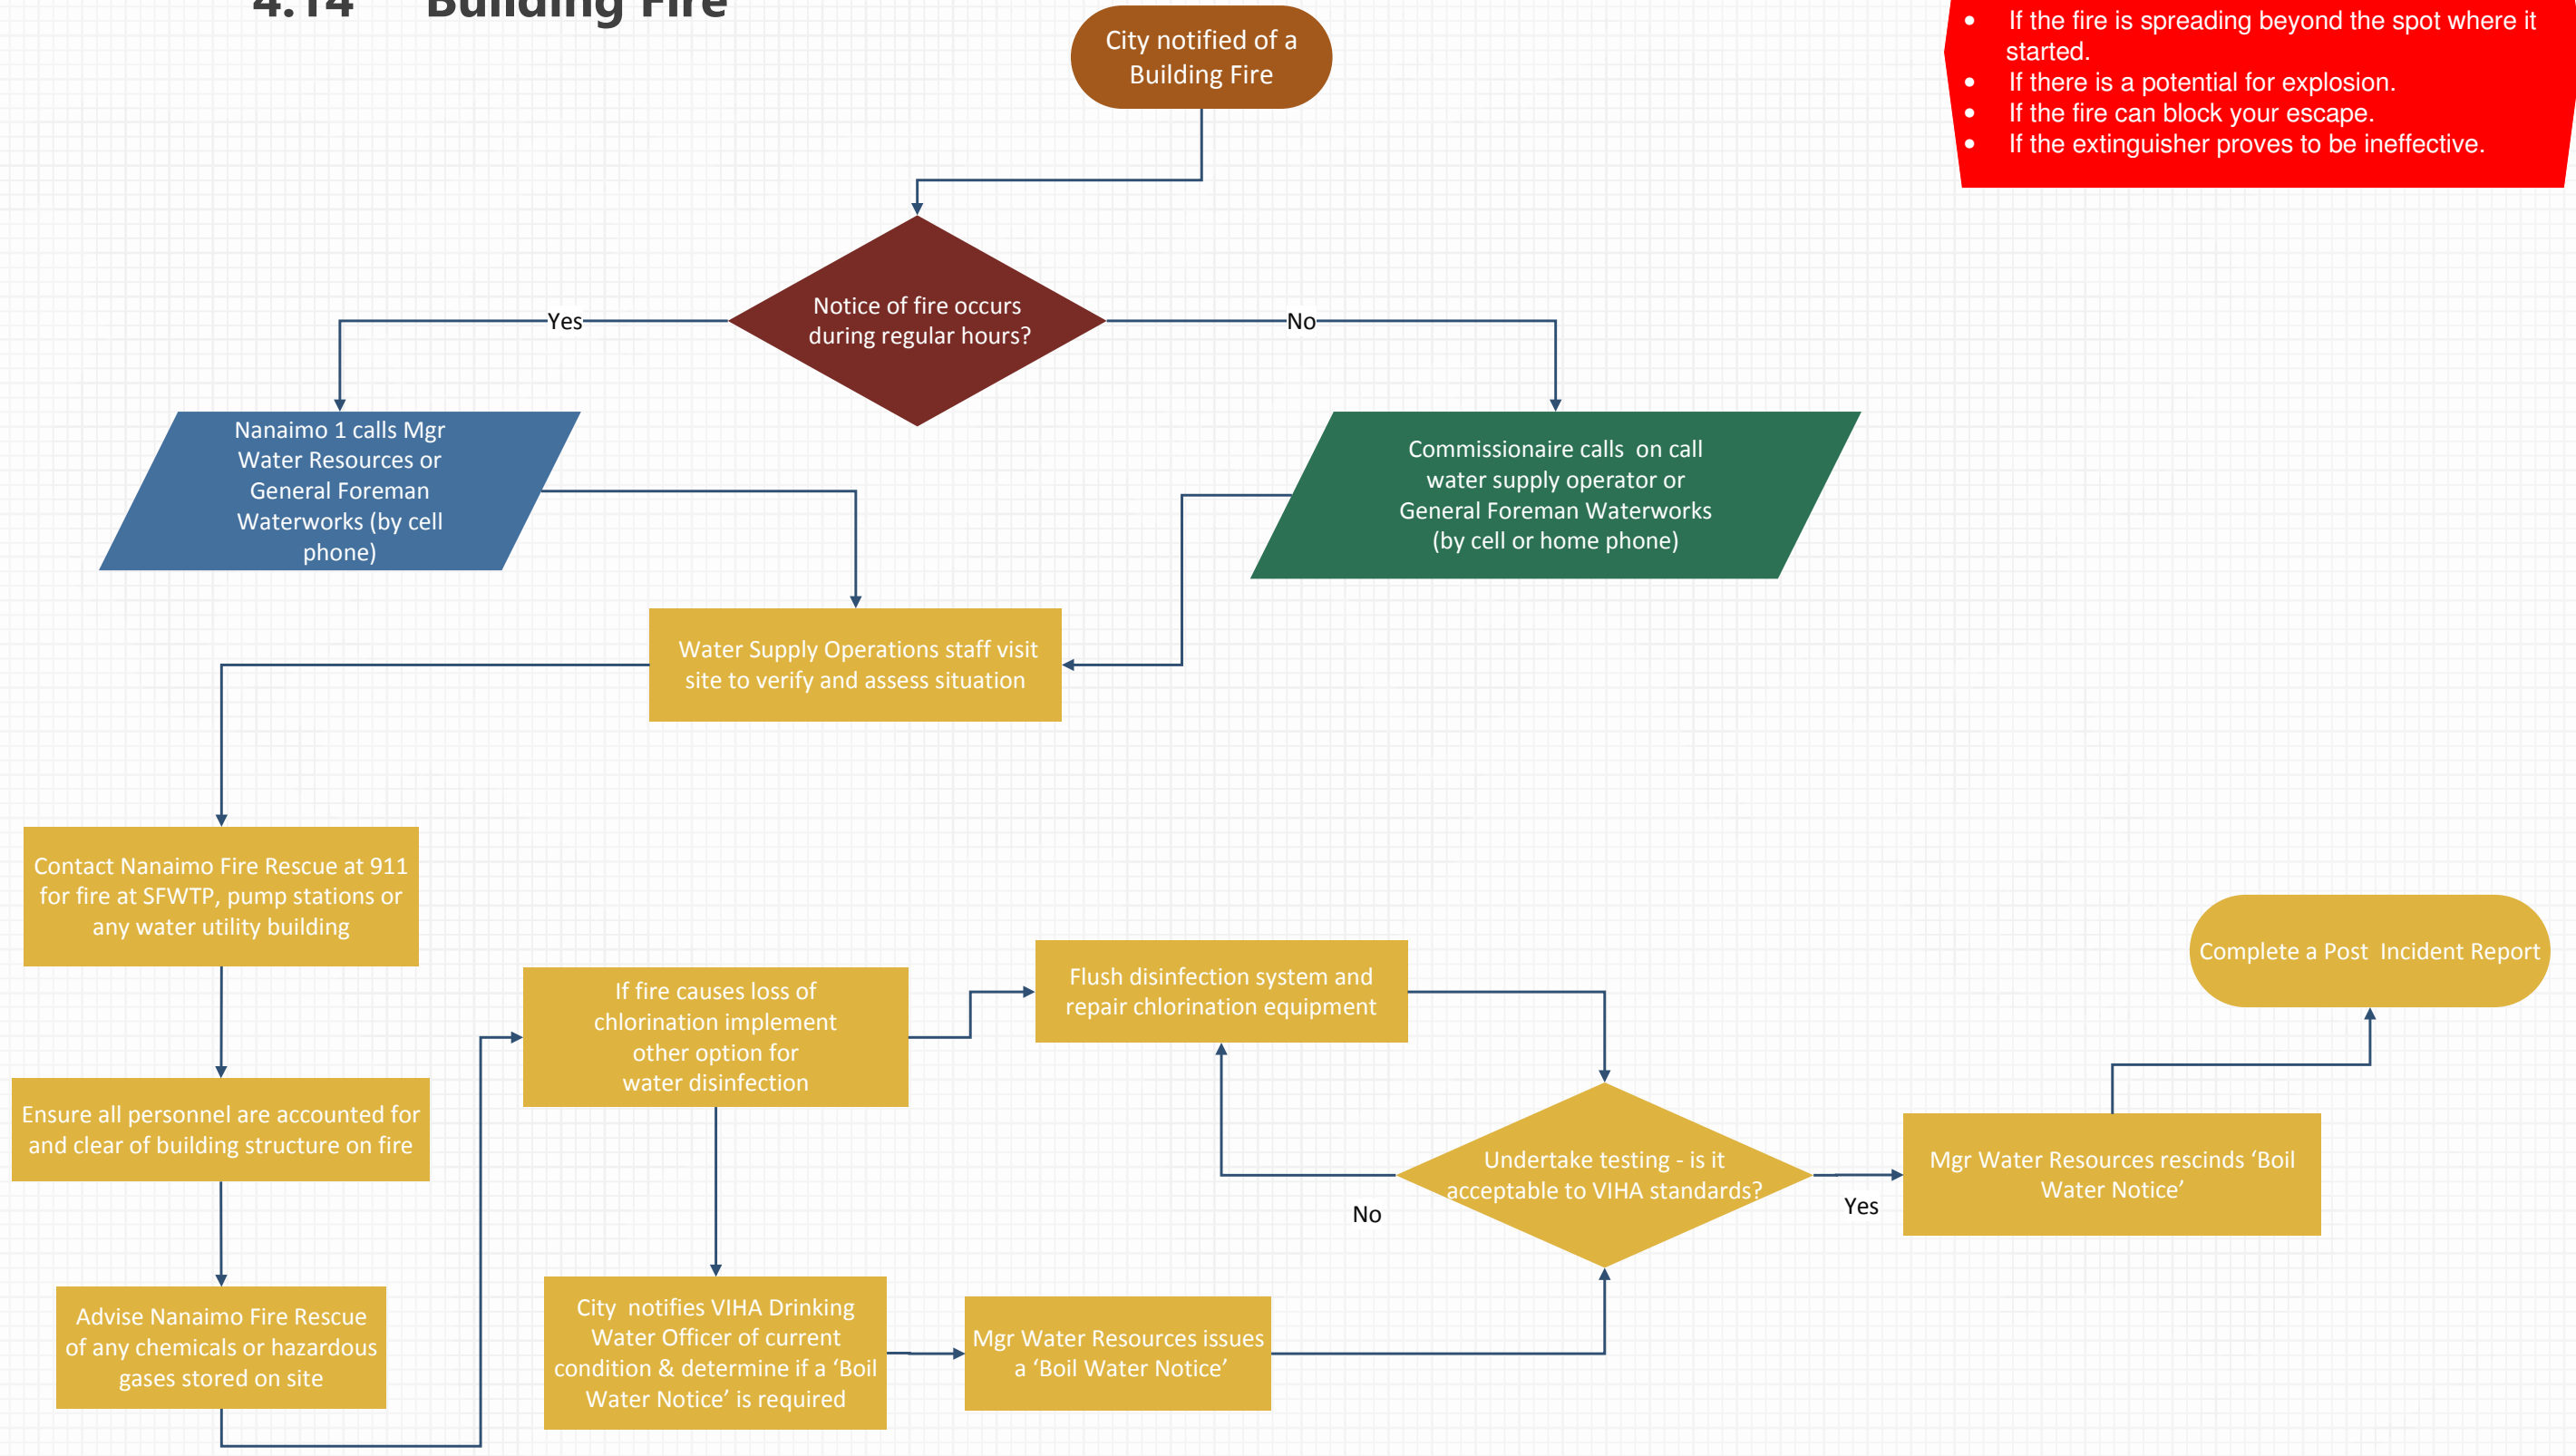 4.14 Building Fire
City notified of a
Building Fire
• If the fire is spreading beyond the spot where it
started.
• If there is a potential for explosion.
• If the fire can block your escape.
• If the extinguisher proves to be ineffective.
Notice of fire occurs
during regular hours?
Yes
No
Nanaimo 1 calls Mgr
Water Resources or
General Foreman
Waterworks (by cell
phone)
Commissionaire calls on call
water supply operator or
General Foreman Waterworks
(by cell or home phone)
Water Supply Operations staff visit
site to verify and assess situation
Contact Nanaimo Fire Rescue at 911
for fire at SFWTP, pump stations or
any water utility building
Ensure all personnel are accounted for
and clear of building structure on fire
Advise Nanaimo Fire Rescue
of any chemicals or hazardous
gases stored on site
If fire causes loss of
chlorination implement
other option for
water disinfection
City notifies VIHA Drinking
Water Officer of current
condition & determine if a ‘Boil
Water Notice’ is required
Mgr Water Resources issues
a ‘Boil Water Notice’
Flush disinfection system and
repair chlorination equipment
Undertake testing - is it
acceptable to VIHA standards?
No
Yes
Mgr Water Resources rescinds ‘Boil
Water Notice’
Complete a Post Incident Report